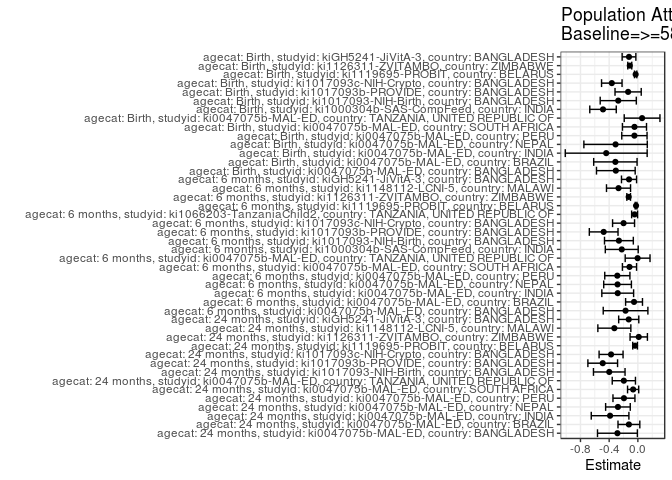 Population Att
Baseline=>=58
agecat: Birth, studyid: kiGH5241-JiVitA-3, country: BANGLADESH
agecat: Birth, studyid: ki1126311-ZVITAMBO, country: ZIMBABWE
agecat: Birth, studyid: ki1119695-PROBIT, country: BELARUS
agecat: Birth, studyid: ki1017093c-NIH-Crypto, country: BANGLADESH
agecat: Birth, studyid: ki1017093b-PROVIDE, country: BANGLADESH
agecat: Birth, studyid: ki1017093-NIH-Birth, country: BANGLADESH
agecat: Birth, studyid: ki1000304b-SAS-CompFeed, country: INDIA
agecat: Birth, studyid: ki0047075b-MAL-ED, country: TANZANIA, UNITED REPUBLIC OF
agecat: Birth, studyid: ki0047075b-MAL-ED, country: SOUTH AFRICA
agecat: Birth, studyid: ki0047075b-MAL-ED, country: PERU
agecat: Birth, studyid: ki0047075b-MAL-ED, country: NEPAL
agecat: Birth, studyid: ki0047075b-MAL-ED, country: INDIA
agecat: Birth, studyid: ki0047075b-MAL-ED, country: BRAZIL
agecat: Birth, studyid: ki0047075b-MAL-ED, country: BANGLADESH
agecat: 6 months, studyid: kiGH5241-JiVitA-3, country: BANGLADESH
agecat: 6 months, studyid: ki1148112-LCNI-5, country: MALAWI
agecat: 6 months, studyid: ki1126311-ZVITAMBO, country: ZIMBABWE
agecat: 6 months, studyid: ki1119695-PROBIT, country: BELARUS
agecat: 6 months, studyid: ki1066203-TanzaniaChild2, country: TANZANIA, UNITED REPUBLIC OF
agecat: 6 months, studyid: ki1017093c-NIH-Crypto, country: BANGLADESH
agecat: 6 months, studyid: ki1017093b-PROVIDE, country: BANGLADESH
agecat: 6 months, studyid: ki1017093-NIH-Birth, country: BANGLADESH
agecat: 6 months, studyid: ki1000304b-SAS-CompFeed, country: INDIA
agecat: 6 months, studyid: ki0047075b-MAL-ED, country: TANZANIA, UNITED REPUBLIC OF
agecat: 6 months, studyid: ki0047075b-MAL-ED, country: SOUTH AFRICA
agecat: 6 months, studyid: ki0047075b-MAL-ED, country: PERU
agecat: 6 months, studyid: ki0047075b-MAL-ED, country: NEPAL
agecat: 6 months, studyid: ki0047075b-MAL-ED, country: INDIA
agecat: 6 months, studyid: ki0047075b-MAL-ED, country: BRAZIL
agecat: 6 months, studyid: ki0047075b-MAL-ED, country: BANGLADESH
agecat: 24 months, studyid: kiGH5241-JiVitA-3, country: BANGLADESH
agecat: 24 months, studyid: ki1148112-LCNI-5, country: MALAWI
agecat: 24 months, studyid: ki1126311-ZVITAMBO, country: ZIMBABWE
agecat: 24 months, studyid: ki1119695-PROBIT, country: BELARUS
agecat: 24 months, studyid: ki1017093c-NIH-Crypto, country: BANGLADESH
agecat: 24 months, studyid: ki1017093b-PROVIDE, country: BANGLADESH
agecat: 24 months, studyid: ki1017093-NIH-Birth, country: BANGLADESH
agecat: 24 months, studyid: ki0047075b-MAL-ED, country: TANZANIA, UNITED REPUBLIC OF
agecat: 24 months, studyid: ki0047075b-MAL-ED, country: SOUTH AFRICA
agecat: 24 months, studyid: ki0047075b-MAL-ED, country: PERU
agecat: 24 months, studyid: ki0047075b-MAL-ED, country: NEPAL
agecat: 24 months, studyid: ki0047075b-MAL-ED, country: INDIA
agecat: 24 months, studyid: ki0047075b-MAL-ED, country: BRAZIL
agecat: 24 months, studyid: ki0047075b-MAL-ED, country: BANGLADESH
-0.8 -0.4 0.0
Estimate